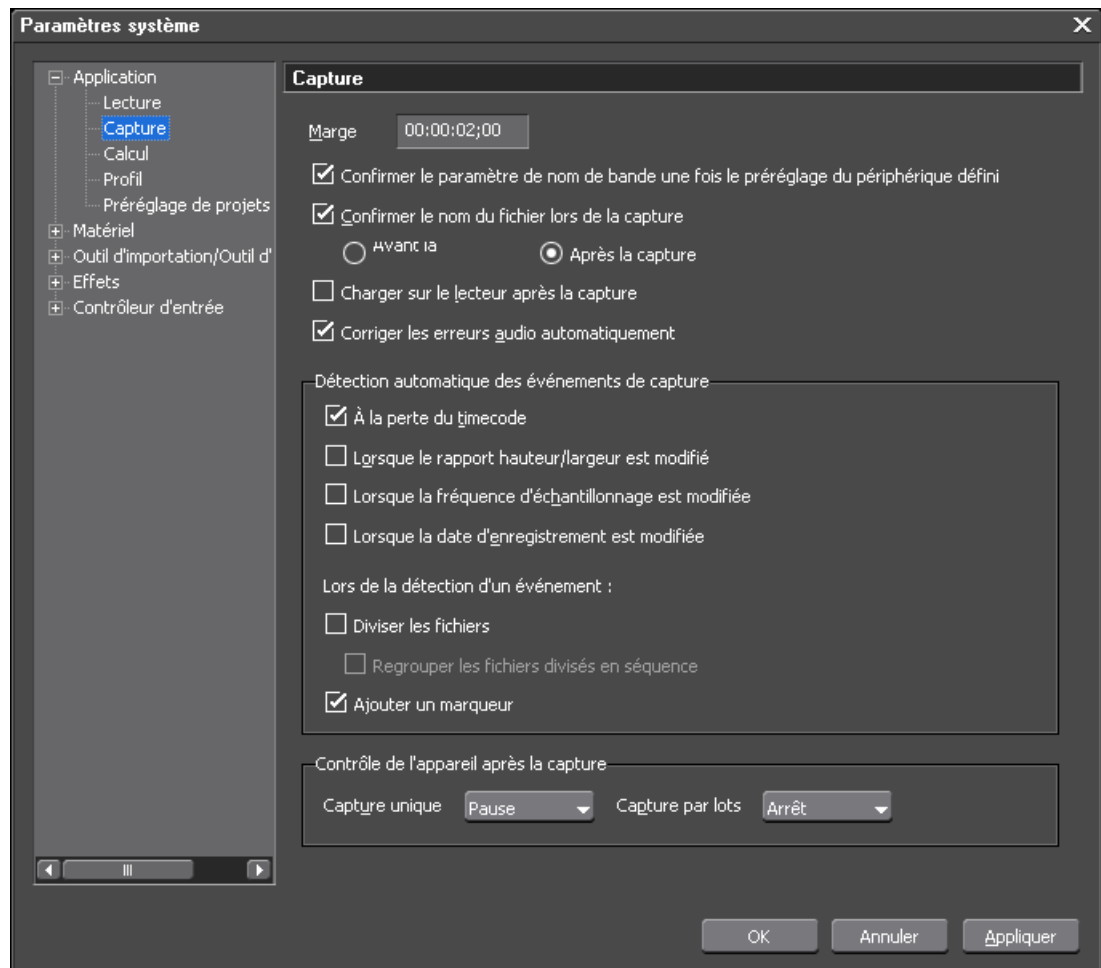 Paramètres système
Application
Lecture
Capture
Calcul
Profil
Préréglage de projets
Matériel
Outil d'importation/Outil d'
Effets
Contrôleur d'entrée
Capture
Marge 00:00:02;00
Confirmer le paramètre de nom de bande une fois le préréglage du périphérique défini
Confirmer le nom du fichier lors de la capture
Avant la Après la capture
Charger sur le lecteur après la capture
Corriger les erreurs audio automatiquement
Détection automatique des événements de capture
À la perte du timecode
Lorsque le rapport hauteur/largeur est modifié
Lorsque la fréquence d'échantillonnage est modifiée
Lorsque la date d'enregistrement est modifiée
Lors de la détection d'un événement :
Diviser les fichiers
Regrouper les fichiers divisés en séquence
Ajouter un marqueur
Contrôle de l'appareil après la capture
Capture unique Pause Capture par lots Arrêt
OK Annuler Appliquer